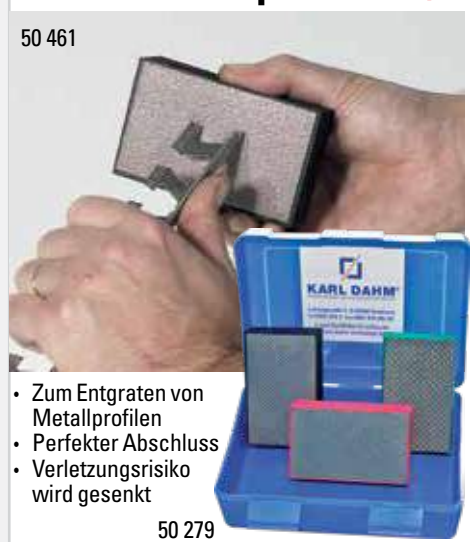 50 461
KARL DAHM
• Zum Entgraten von
Metallprofilen
• Perfekter Abschluss
• Verletzungsrisiko
wird gesenkt
50 279